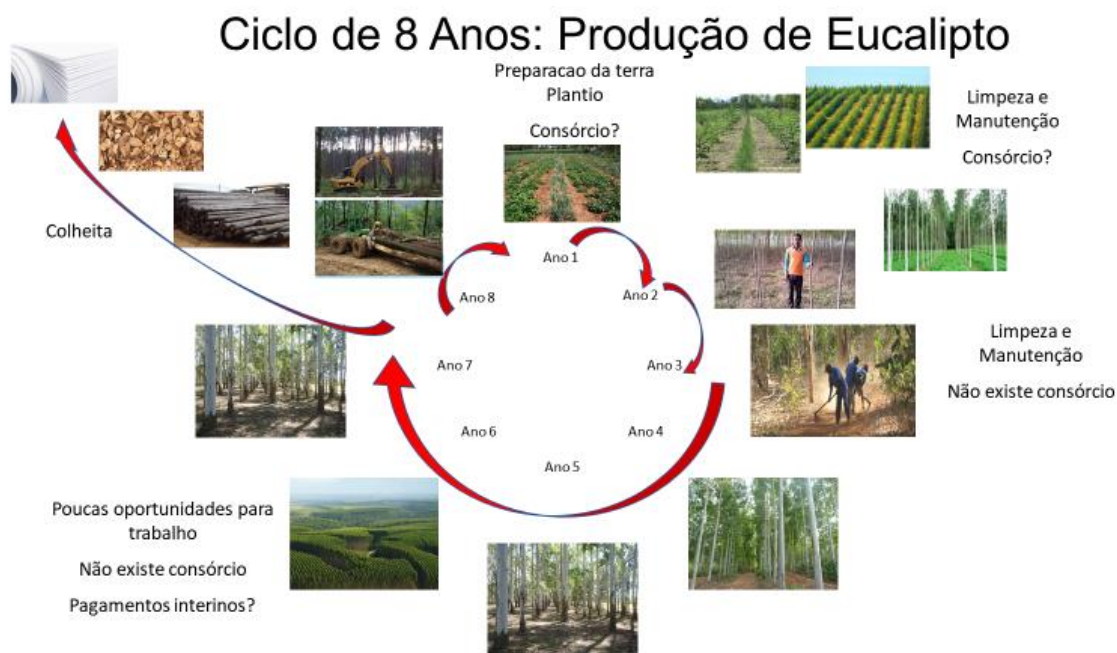 Ciclo de 8 Anos: Produção de Eucalipto
Preparacao da terra
Plantio
Consórcio?
Limpeza e
Manutenção
Consórcio?
Colheita
Ano 1
Ano 2
Ano 3
Ano 4
Ano 5
Ano 6
Ano 7
Ano 8
Limpeza e
Manutenção
Não existe consórcio
Poucas oportunidades para
trabalho
Não existe consórcio
Pagamentos interinos?